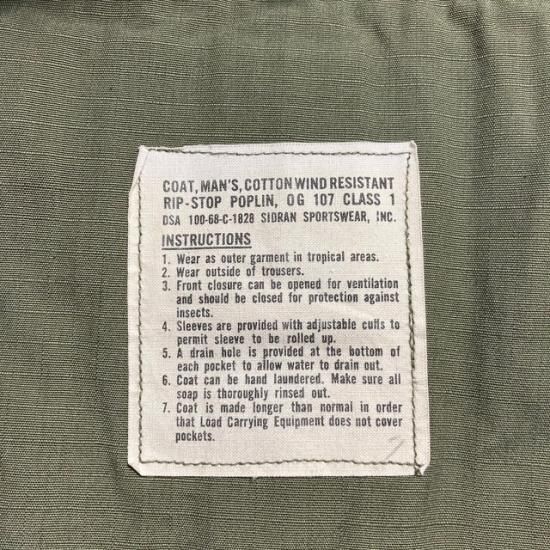 COAT, MAN'S, COTTON WIND RESISTANT
RIP-STOP POPLIN, OG 107 CLASS 1
DSA 100-68-C-1828 SIDRAN SPORTSWEAR, INC.
INSTRUCTIONS
1. Wear as outer garment in tropical areas.
2. Wear outside of trousers.
3. Front closure can be opened for ventilation
and should be closed for protection against
insects.
4. Sleeves are provided with adjustable cuffs to
permit sleeve to be rolled up.
5. A drain hole is provided at the bottom of
each pocket to allow water to drain out.
6. Coat can be hand laundered. Make sure all
soap is thoroughly rinsed out.
7. Coat is made longer than normal in order
that Load Carrying Equipment does not cover
pockets.